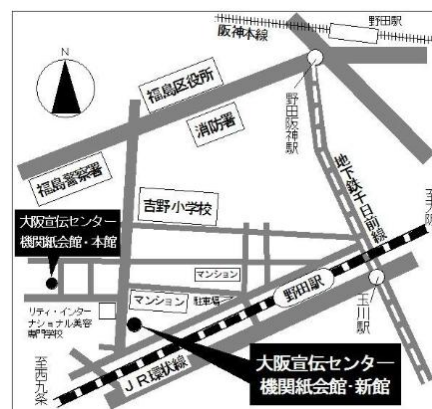 野田駅
阪神本線
N
福島区役所
消防署
野田阪神駅
福島警察署
地下鉄千日前線
吉野小学校
至大阪
大阪宣伝センター
機関紙会館・本館
マンション
野田駅
マンション
駐車場
玉川駅
リティ・インター
ナショナル美容
専門学校
大阪宣伝センター
機関紙会館・新館
JR環状線
至西九条